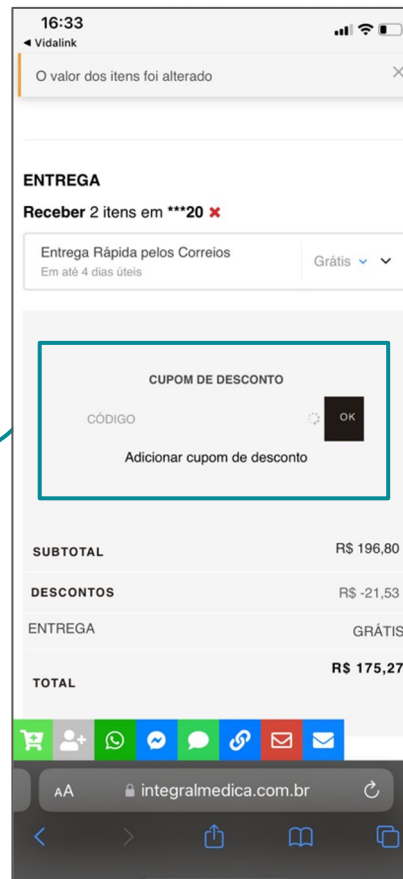 16:33
◄ Vidalink
O valor dos itens foi alterado
ENTREGA
Receber 2 itens em ***20
Entrega Rápida pelos Correios
Grátis
Em até 4 dias úteis
CUPOM DE DESCONTO
CÓDIGO
OK
Adicionar cupom de desconto
SUBTOTAL R$ 196,80
DESCONTOS R$ -21,53
ENTREGA GRÁTIS
TOTAL R$ 175,27
AA integralmedica.com.br